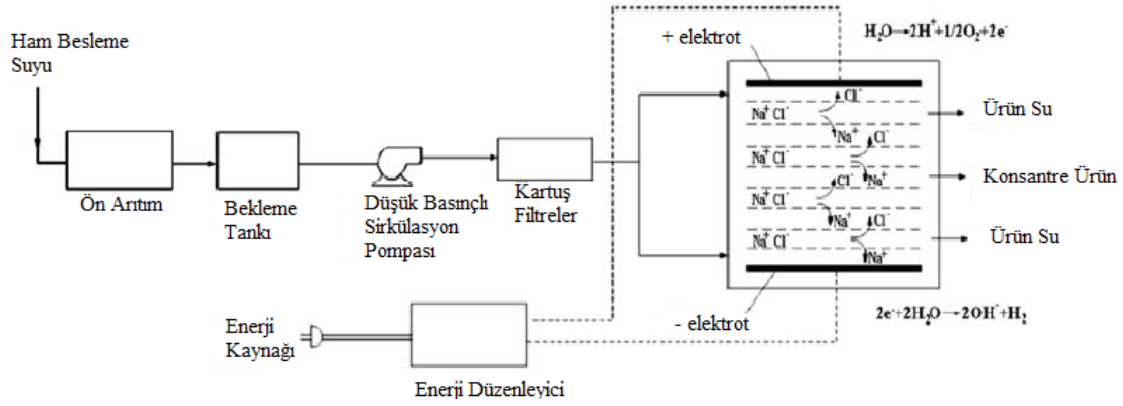 Ham Besleme
Suyu
Ön Arıtım
Bekleme
Tankı
Düşük Basınçlı
Sirkülasyon
Pompası
Kartuş
Filtreler
+ elektrot
H₂O→2H⁺+1/2O₂+2e⁻
Cl⁻
Na⁺ Cl⁻
Na⁺
Cl⁻
Na⁺ Cl⁻
Na⁺
Cl⁻
Na⁺ Cl⁻
Na⁺
Cl⁻
Na⁺ Cl⁻
Na⁺
Ürün Su
Konsantre Ürün
Ürün Su
- elektrot
2e⁻+2H₂O→2OH⁻+H₂
Enerji
Kaynağı
Enerji Düzenleyici